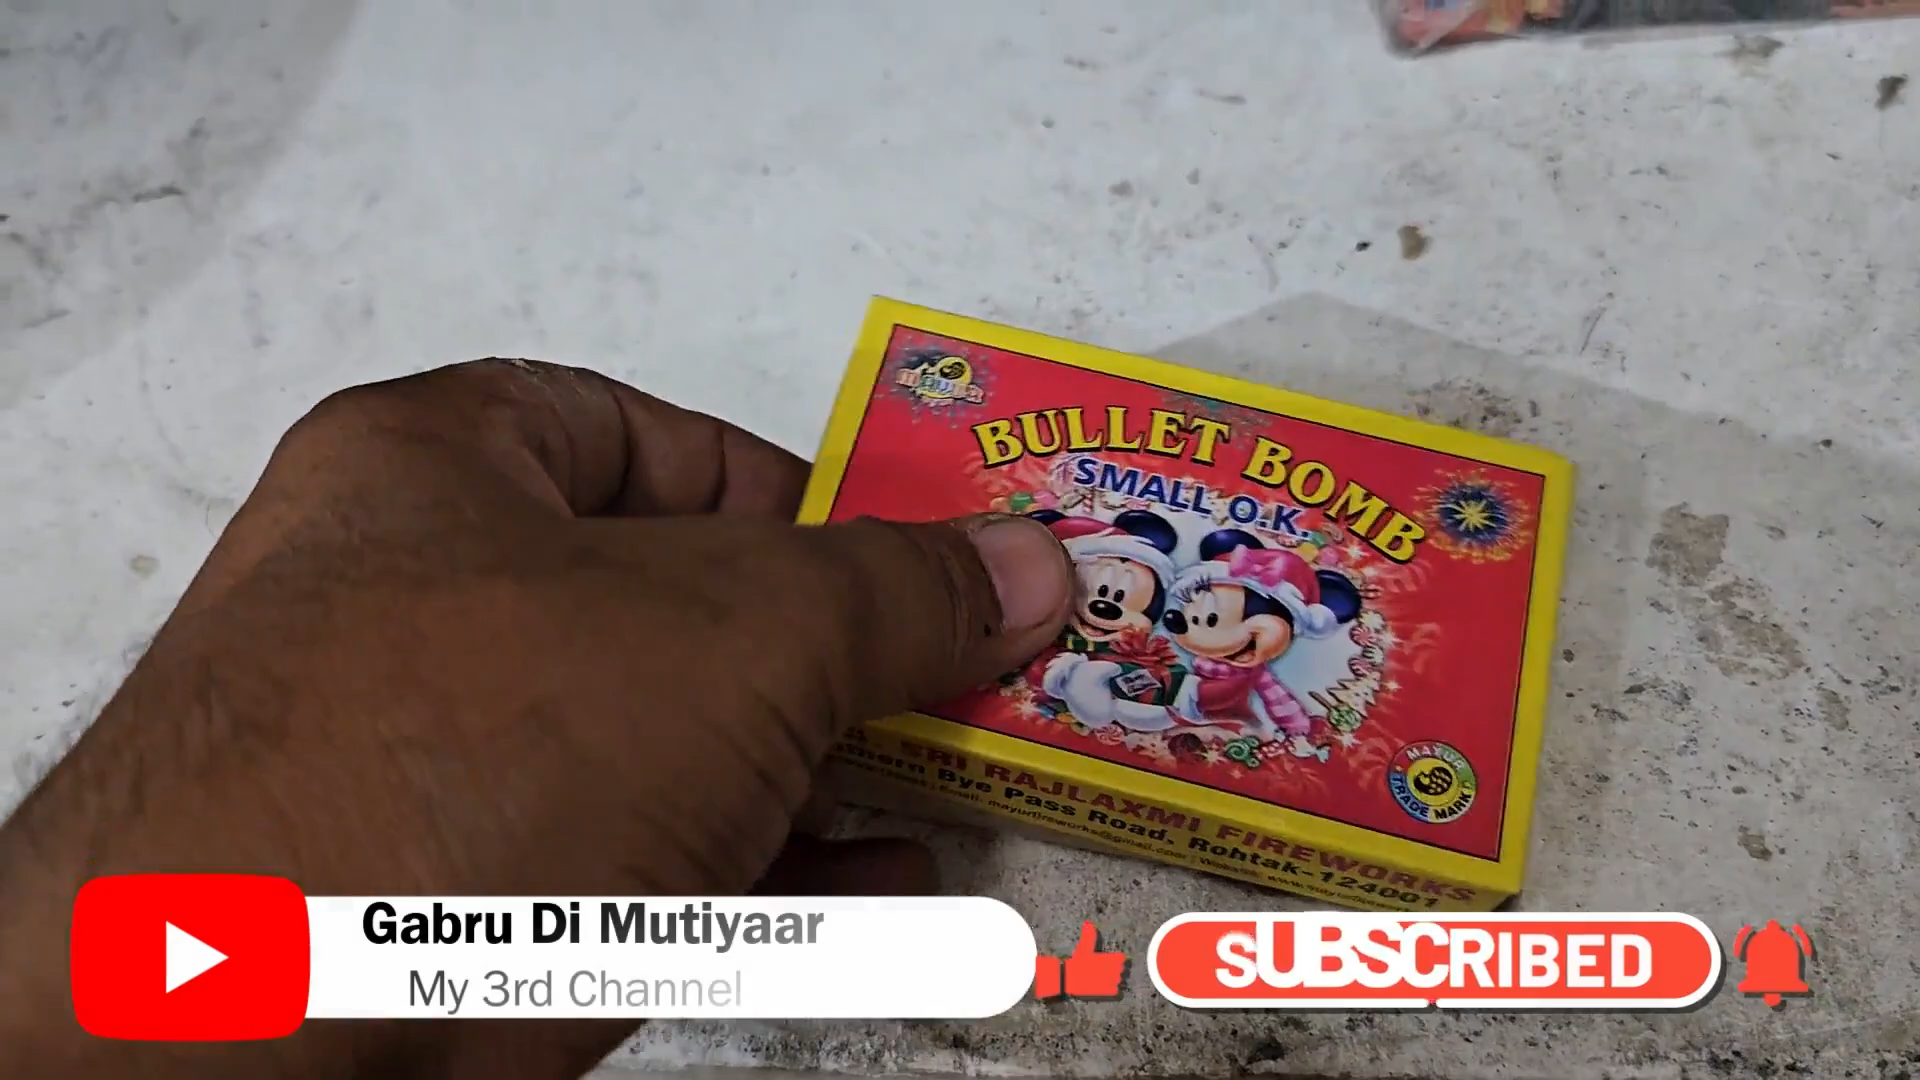 BULLET BOMB
SMALL O.K.
MAYUR
TRADE MARK
SRI RAJLAXMI FIREWORKS
Bye Pass Road, Rohtak-124001
Gabru Di Mutiyaar
My 3rd Channel
SUBSCRIBED